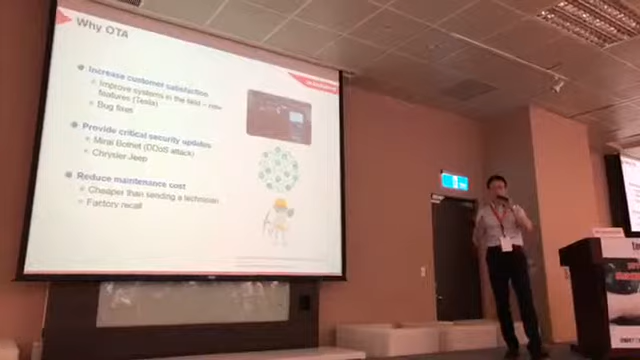 Why OTA
Increase customer satisfaction
Improve systems in the field – new
features (Tesla)
Bug fixes
Provide critical security updates
Mirai Botnet (DDoS attack)
Chrysler Jeep
Reduce maintenance cost
Cheaper than sending a technician
Factory recall